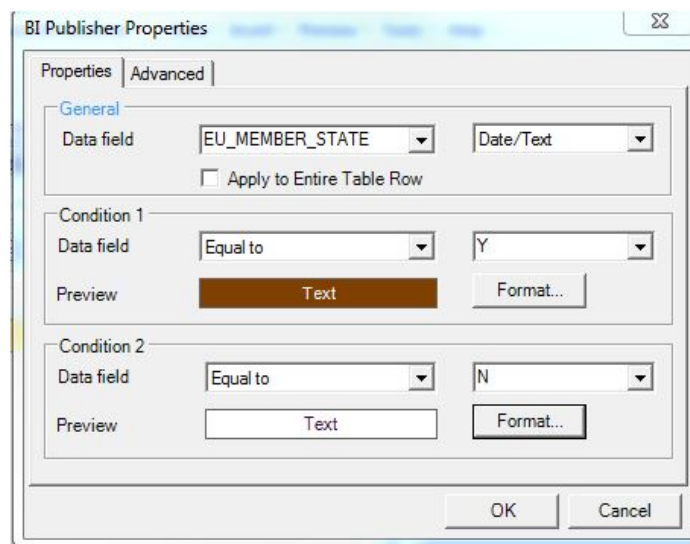 BI Publisher Properties
Properties Advanced
General
Data field EU_MEMBER_STATE Date/Text
Apply to Entire Table Row
Condition 1
Data field Equal to Y
Preview Text Format...
Condition 2
Data field Equal to N
Preview Text Format...
OK Cancel